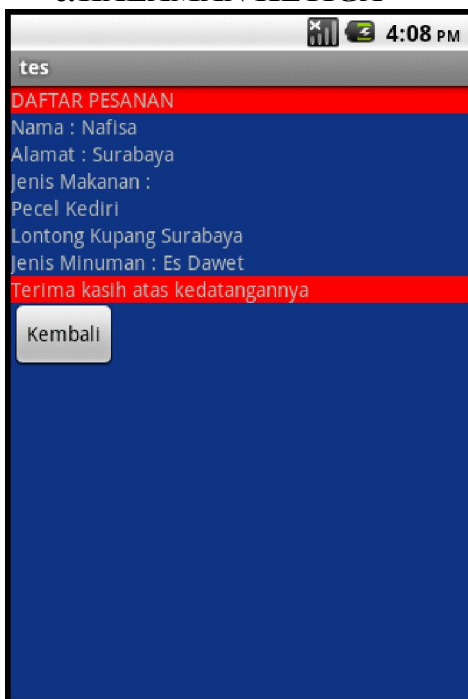 4:08 PM
tes
DAFTAR PESANAN
Nama : Nafisa
Alamat : Surabaya
Jenis Makanan :
Pecel Kediri
Lontong Kupang Surabaya
Jenis Minuman : Es Dawet
Terima kasih atas kedatangannya
Kembali